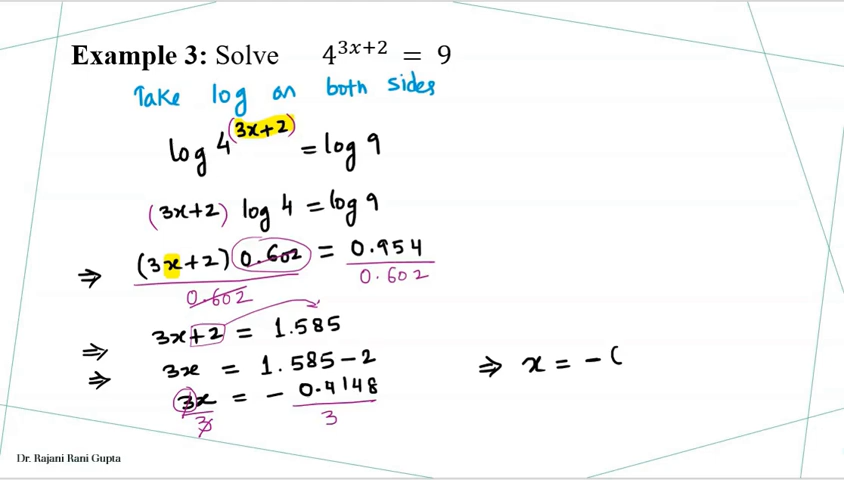 Example 3: Solve 4^{3x+2} = 9
Take log on both sides
log 4^{(3x+2)} = log 9
(3x+2) log 4 = log 9
⇒ (3x+2) 0.602 / 0.602 = 0.954 / 0.602
⇒ 3x+2 = 1.585
⇒ 3x = 1.585-2
3x / 3 = - 0.4148 / 3
⇒ x = - (
Dr. Rajani Rani Gupta